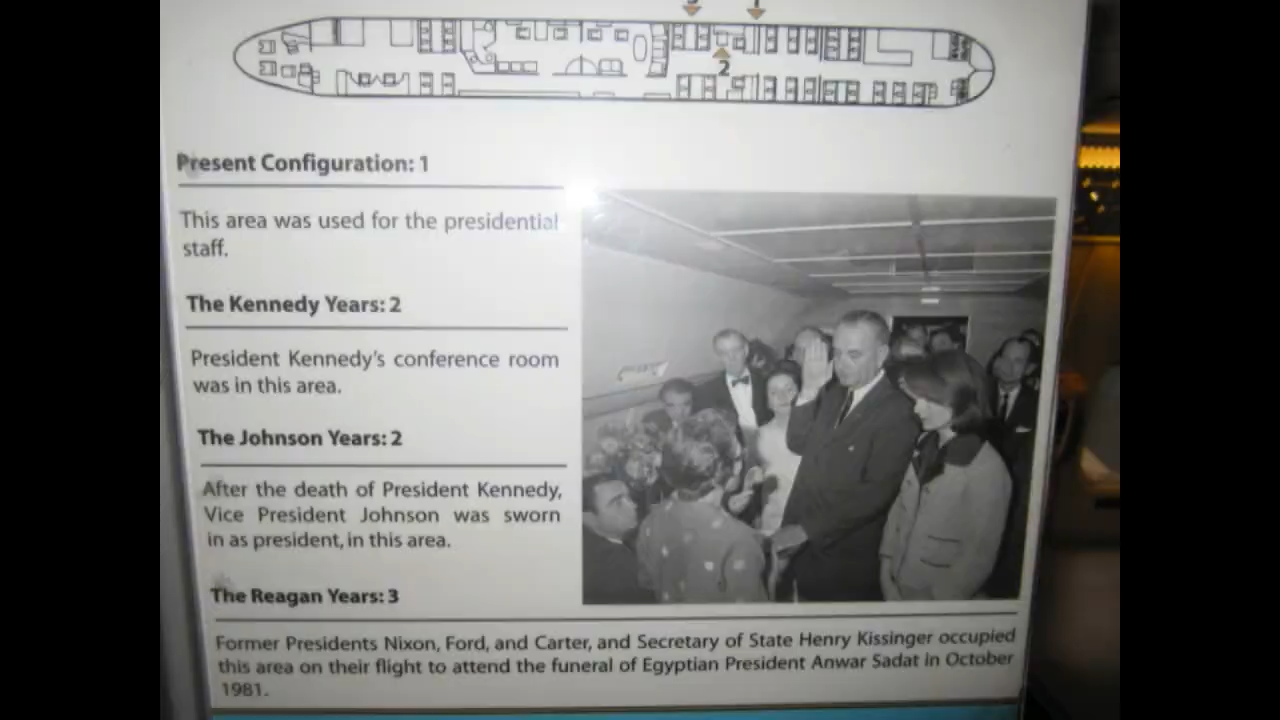 2
Present Configuration: 1
This area was used for the presidential
staff.
The Kennedy Years: 2
President Kennedy's conference room
was in this area.
The Johnson Years: 2
After the death of President Kennedy,
Vice President Johnson was sworn
in as president, in this area.
The Reagan Years: 3
Former Presidents Nixon, Ford, and Carter, and Secretary of State Henry Kissinger occupied
this area on their flight to attend the funeral of Egyptian President Anwar Sadat in October
1981.